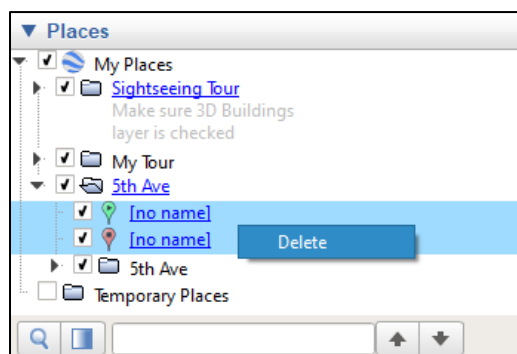 Places
My Places
Sightseeing Tour
Make sure 3D Buildings
layer is checked
My Tour
5th Ave
[no name]
[no name]
Delete
5th Ave
Temporary Places